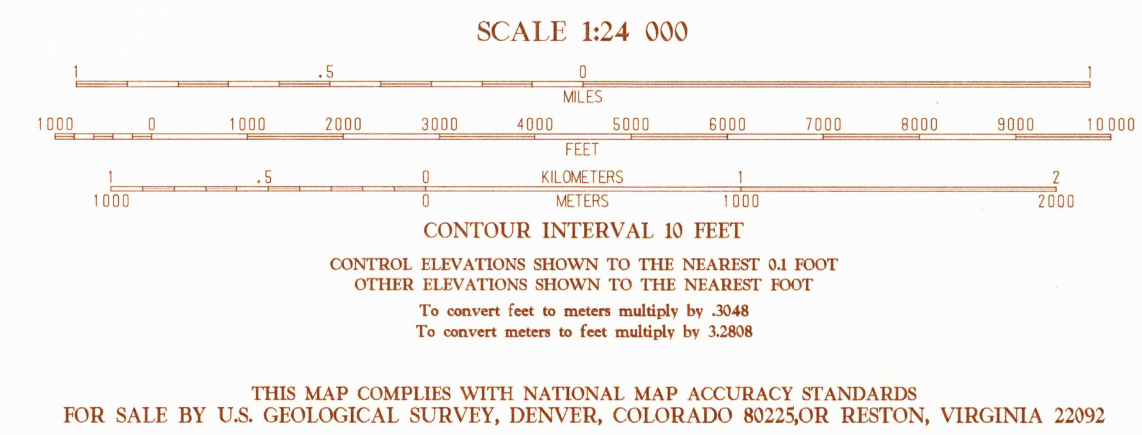 SCALE 1:24 000
1 .5 0 1
MILES
1000 0 1000 2000 3000 4000 5000 6000 7000 8000 9000 10 000
FEET
1 .5 0 KILOMETERS 1 2
1000 0 METERS 1000 2000
CONTOUR INTERVAL 10 FEET
CONTROL ELEVATIONS SHOWN TO THE NEAREST 0.1 FOOT
OTHER ELEVATIONS SHOWN TO THE NEAREST FOOT
To convert feet to meters multiply by .3048
To convert meters to feet multiply by 3.2808
THIS MAP COMPLIES WITH NATIONAL MAP ACCURACY STANDARDS
FOR SALE BY U.S. GEOLOGICAL SURVEY, DENVER, COLORADO 80225,OR RESTON, VIRGINIA 22092